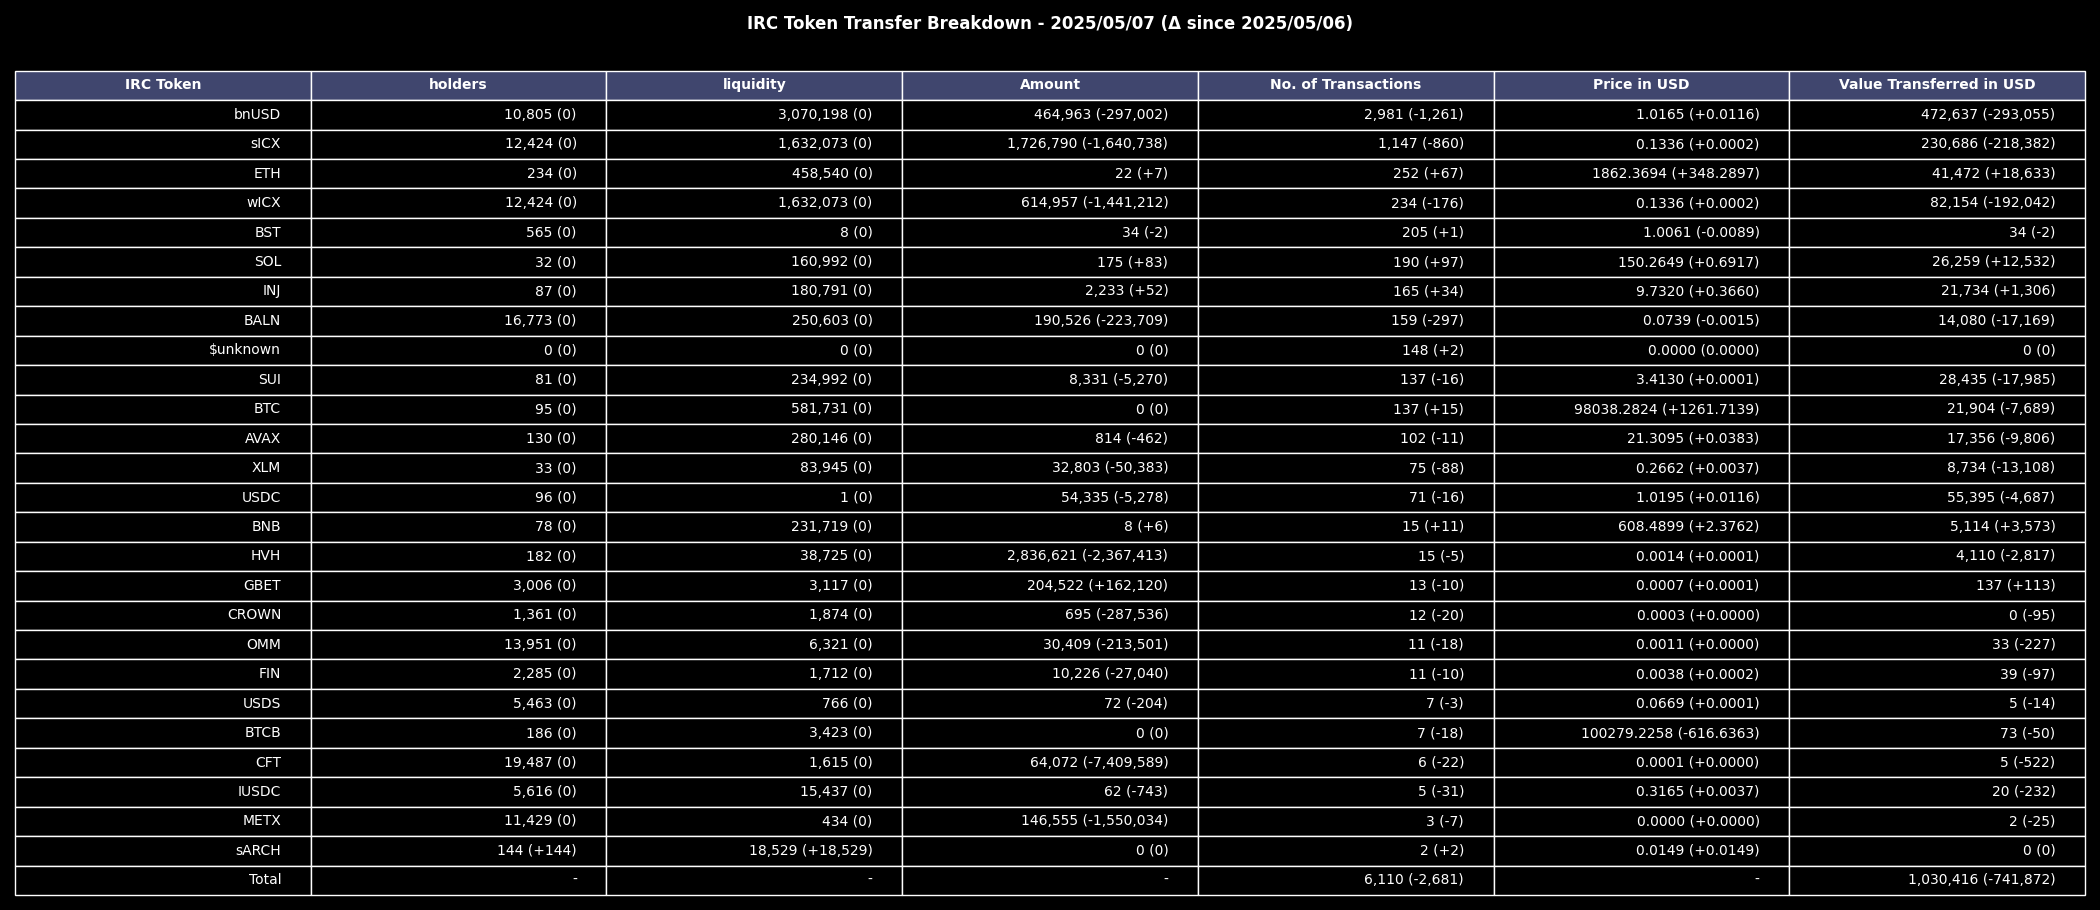 IRC Token Transfer Breakdown - 2025/05/07 (Δ since 2025/05/06)
IRC Token holders liquidity Amount No. of Transactions Price in USD Value Transferred in USD
bnUSD 10,805 (0) 3,070,198 (0) 464,963 (-297,002) 2,981 (-1,261) 1.0165 (+0.0116) 472,637 (-293,055)
sICX 12,424 (0) 1,632,073 (0) 1,726,790 (-1,640,738) 1,147 (-860) 0.1336 (+0.0002) 230,686 (-218,382)
ETH 234 (0) 458,540 (0) 22 (+7) 252 (+67) 1862.3694 (+348.2897) 41,472 (+18,633)
wICX 12,424 (0) 1,632,073 (0) 614,957 (-1,441,212) 234 (-176) 0.1336 (+0.0002) 82,154 (-192,042)
BST 565 (0) 8 (0) 34 (-2) 205 (+1) 1.0061 (-0.0089) 34 (-2)
SOL 32 (0) 160,992 (0) 175 (+83) 190 (+97) 150.2649 (+0.6917) 26,259 (+12,532)
INJ 87 (0) 180,791 (0) 2,233 (+52) 165 (+34) 9.7320 (+0.3660) 21,734 (+1,306)
BALN 16,773 (0) 250,603 (0) 190,526 (-223,709) 159 (-297) 0.0739 (-0.0015) 14,080 (-17,169)
$unknown 0 (0) 0 (0) 0 (0) 148 (+2) 0.0000 (0.0000) 0 (0)
SUI 81 (0) 234,992 (0) 8,331 (-5,270) 137 (-16) 3.4130 (+0.0001) 28,435 (-17,985)
BTC 95 (0) 581,731 (0) 0 (0) 137 (+15) 98038.2824 (+1261.7139) 21,904 (-7,689)
AVAX 130 (0) 280,146 (0) 814 (-462) 102 (-11) 21.3095 (+0.0383) 17,356 (-9,806)
XLM 33 (0) 83,945 (0) 32,803 (-50,383) 75 (-88) 0.2662 (+0.0037) 8,734 (-13,108)
USDC 96 (0) 1 (0) 54,335 (-5,278) 71 (-16) 1.0195 (+0.0116) 55,395 (-4,687)
BNB 78 (0) 231,719 (0) 8 (+6) 15 (+11) 608.4899 (+2.3762) 5,114 (+3,573)
HVH 182 (0) 38,725 (0) 2,836,621 (-2,367,413) 15 (-5) 0.0014 (+0.0001) 4,110 (-2,817)
GBET 3,006 (0) 3,117 (0) 204,522 (+162,120) 13 (-10) 0.0007 (+0.0001) 137 (+113)
CROWN 1,361 (0) 1,874 (0) 695 (-287,536) 12 (-20) 0.0003 (+0.0000) 0 (-95)
OMM 13,951 (0) 6,321 (0) 30,409 (-213,501) 11 (-18) 0.0011 (+0.0000) 33 (-227)
FIN 2,285 (0) 1,712 (0) 10,226 (-27,040) 11 (-10) 0.0038 (+0.0002) 39 (-97)
USDS 5,463 (0) 766 (0) 72 (-204) 7 (-3) 0.0669 (+0.0001) 5 (-14)
BTCB 186 (0) 3,423 (0) 0 (0) 7 (-18) 100279.2258 (-616.6363) 73 (-50)
CFT 19,487 (0) 1,615 (0) 64,072 (-7,409,589) 6 (-22) 0.0001 (+0.0000) 5 (-522)
IUSDC 5,616 (0) 15,437 (0) 62 (-743) 5 (-31) 0.3165 (+0.0037) 20 (-232)
METX 11,429 (0) 434 (0) 146,555 (-1,550,034) 3 (-7) 0.0000 (+0.0000) 2 (-25)
sARCH 144 (+144) 18,529 (+18,529) 0 (0) 2 (+2) 0.0149 (+0.0149) 0 (0)
Total - - - 6,110 (-2,681) - 1,030,416 (-741,872)